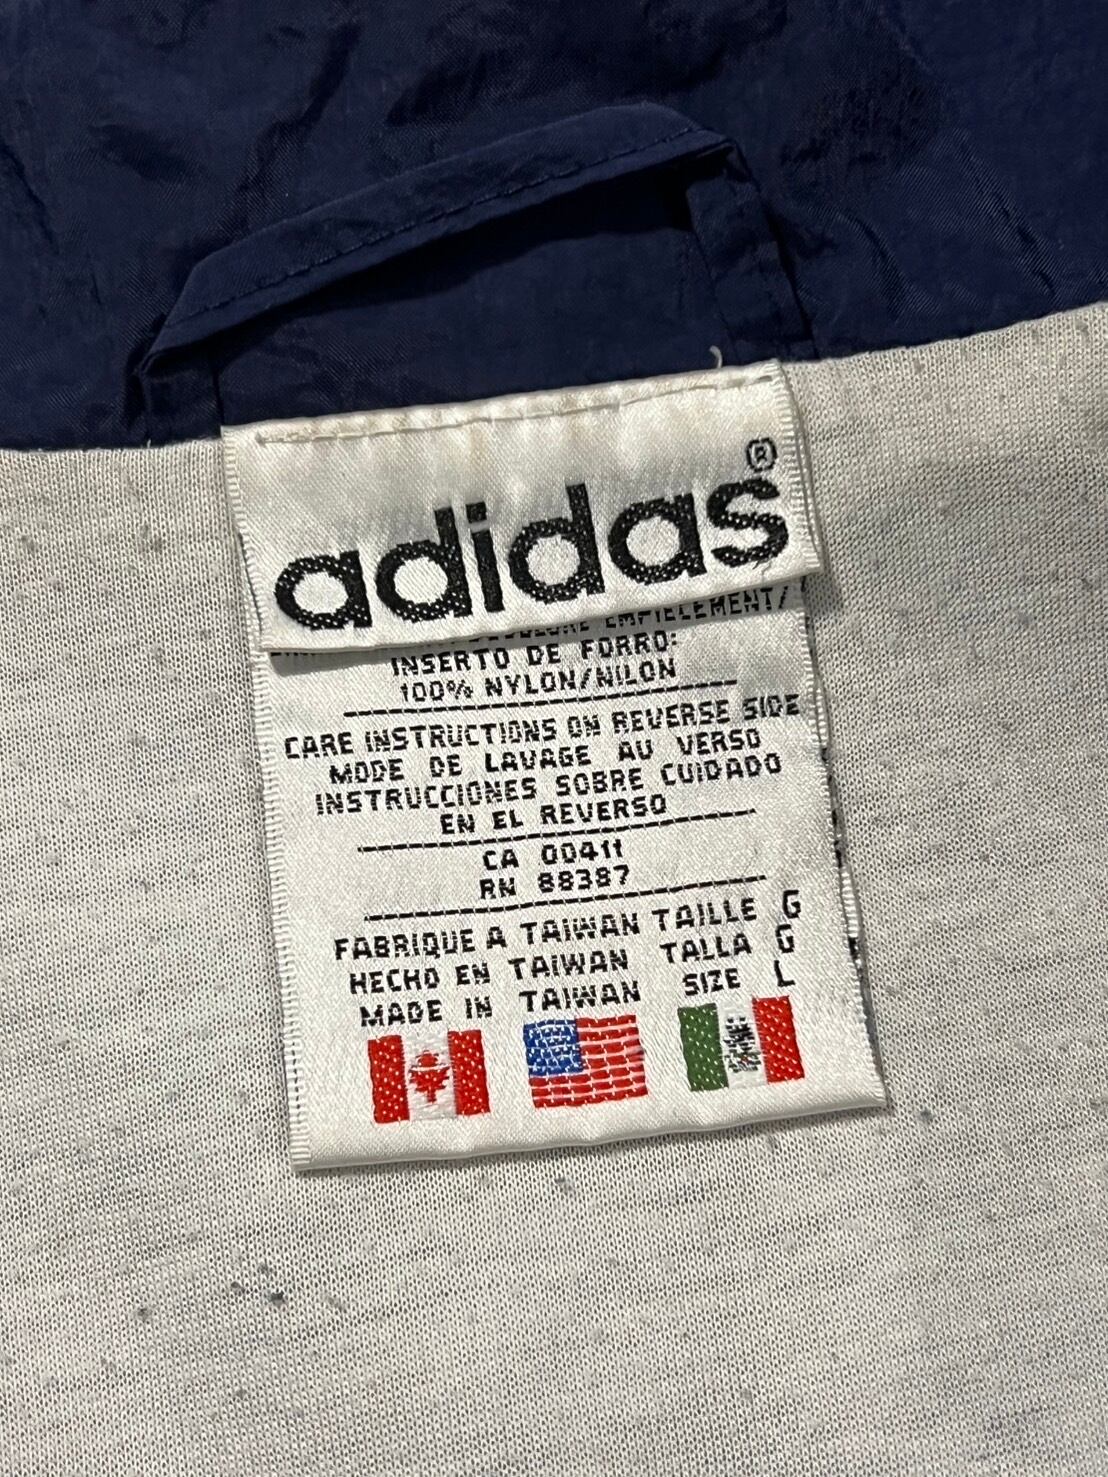 adidas®
EMPIECEMENT/
INSERTO DE FORRO:
100% NYLON/NILON
CARE INSTRUCTIONS ON REVERSE SIDE
MODE DE LAVAGE AU VERSO
INSTRUCCIONES SOBRE CUIDADO
EN EL REVERSO
CA 00411
RN 88387
FABRIQUE A TAIWAN TAILLE G
HECHO EN TAIWAN TALLA G
MADE IN TAIWAN SIZE L